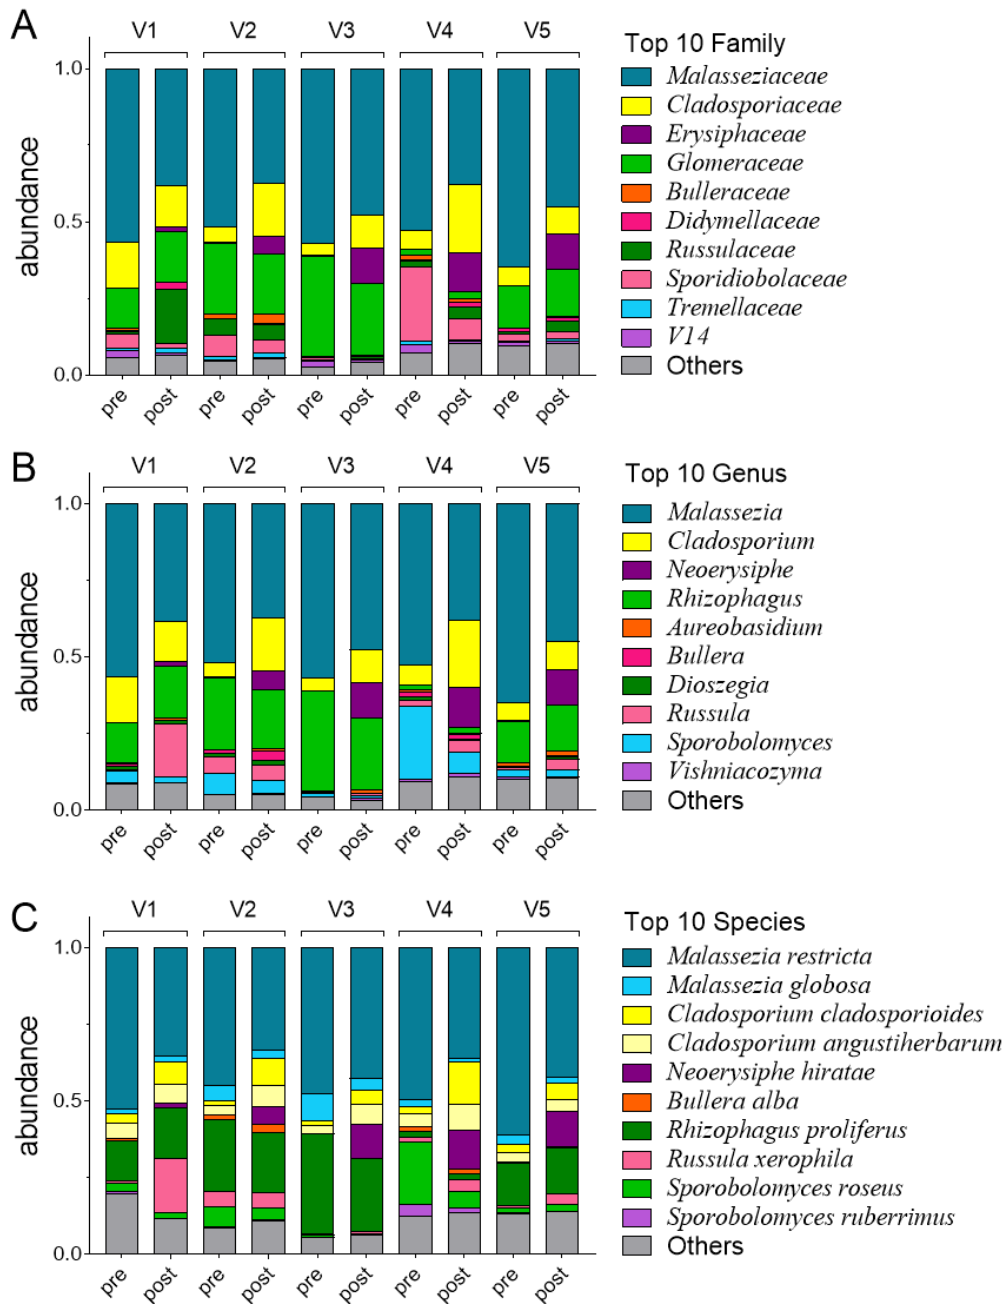 A
V1 V2 V3 V4 V5
abundance
1.0
0.5
0.0
pre post pre post pre post pre post pre post
Top 10 Family
Malasseziaceae
Cladosporiaceae
Erysiphaceae
Glomeraceae
Bulleraceae
Didymellaceae
Russulaceae
Sporidiobolaceae
Tremellaceae
V14
Others
B
V1 V2 V3 V4 V5
abundance
1.0
0.5
0.0
pre post pre post pre post pre post pre post
Top 10 Genus
Malassezia
Cladosporium
Neoerysiphe
Rhizophagus
Aureobasidium
Bullera
Dioszegia
Russula
Sporobolomyces
Vishniacozyma
Others
C
V1 V2 V3 V4 V5
abundance
1.0
0.5
0.0
pre post pre post pre post pre post pre post
Top 10 Species
Malassezia restricta
Malassezia globosa
Cladosporium cladosporioides
Cladosporium angustiherbarum
Neoerysiphe hiratae
Bullera alba
Rhizophagus proliferus
Russula xerophila
Sporobolomyces roseus
Sporobolomyces ruberrimus
Others